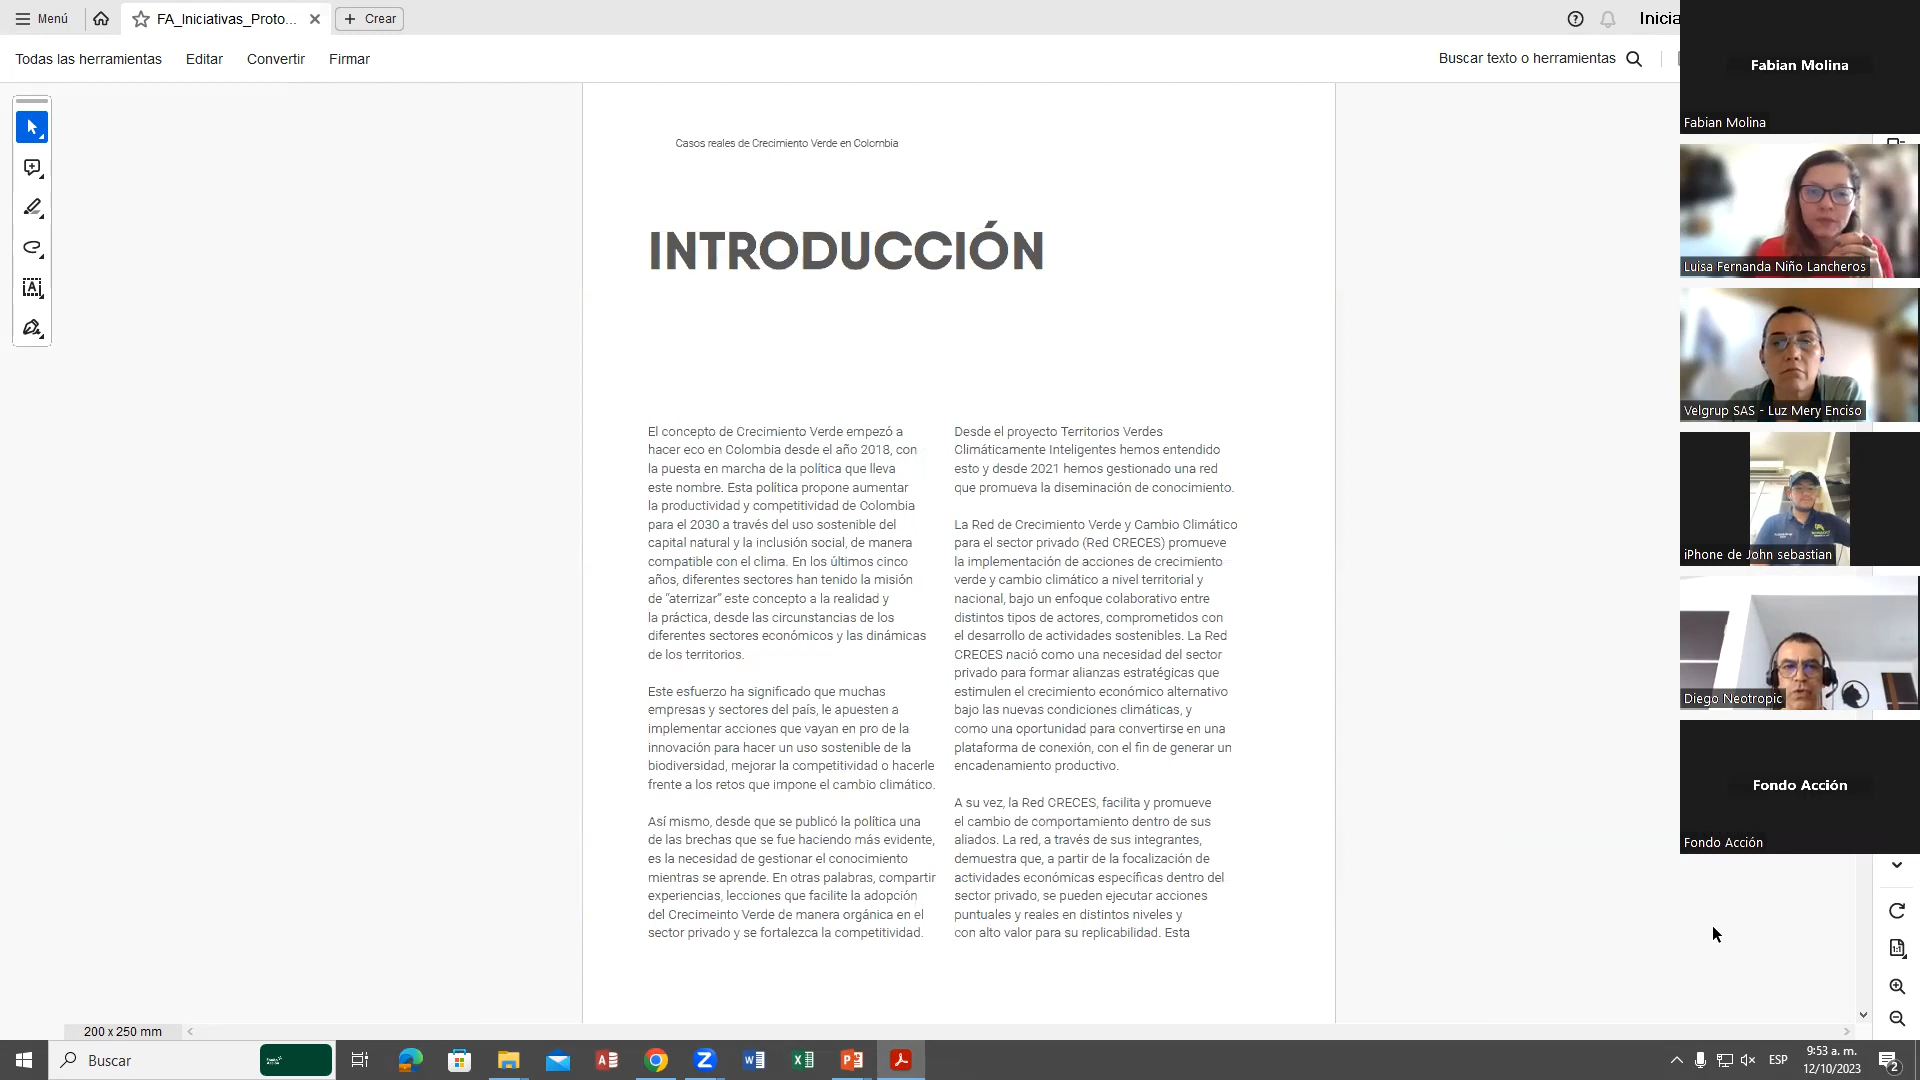 Menú
FA_Iniciativas_Proto...
Crear
Inicia
Todas las herramientas
Editar
Convertir
Firmar
Buscar texto o herramientas
Casos reales de Crecimiento Verde en Colombia
INTRODUCCIÓN
El concepto de Crecimiento Verde empezó a
hacer eco en Colombia desde el año 2018, con
la puesta en marcha de la política que lleva
este nombre. Esta política propone aumentar
la productividad y competitividad de Colombia
para el 2030 a través del uso sostenible del
capital natural y la inclusión social, de manera
compatible con el clima. En los últimos cinco
años, diferentes sectores han tenido la misión
de “aterrizar” este concepto a la realidad y
la práctica, desde las circunstancias de los
diferentes sectores económicos y las dinámicas
de los territorios.
Este esfuerzo ha significado que muchas
empresas y sectores del país, le apuesten a
implementar acciones que vayan en pro de la
innovación para hacer un uso sostenible de la
biodiversidad, mejorar la competitividad o hacerle
frente a los retos que impone el cambio climático.
Así mismo, desde que se publicó la política una
de las brechas que se fue haciendo más evidente,
es la necesidad de gestionar el conocimiento
mientras se aprende. En otras palabras, compartir
experiencias, lecciones que facilite la adopción
del Crecimeinto Verde de manera orgánica en el
sector privado y se fortalezca la competitividad.
Desde el proyecto Territorios Verdes
Climáticamente Inteligentes hemos entendido
esto y desde 2021 hemos gestionado una red
que promueva la diseminación de conocimiento.
La Red de Crecimiento Verde y Cambio Climático
para el sector privado (Red CRECES) promueve
la implementación de acciones de crecimiento
verde y cambio climático a nivel territorial y
nacional, bajo un enfoque colaborativo entre
distintos tipos de actores, comprometidos con
el desarrollo de actividades sostenibles. La Red
CRECES nació como una necesidad del sector
privado para formar alianzas estratégicas que
estimulen el crecimiento económico alternativo
bajo las nuevas condiciones climáticas, y
como una oportunidad para convertirse en una
plataforma de conexión, con el fin de generar un
encadenamiento productivo.
A su vez, la Red CRECES, facilita y promueve
el cambio de comportamiento dentro de sus
aliados. La red, a través de sus integrantes,
demuestra que, a partir de la focalización de
actividades económicas específicas dentro del
sector privado, se pueden ejecutar acciones
puntuales y reales en distintos niveles y
con alto valor para su replicabilidad. Esta
Fabian Molina
Fabian Molina
Luisa Fernanda Niño Lancheros
Velgrup SAS - Luz Mery Enciso
iPhone de John sebastian
Diego Neotropic
Fondo Acción
Fondo Acción
200 x 250 mm
Buscar
ESP
9:53 a. m.
12/10/2023
2